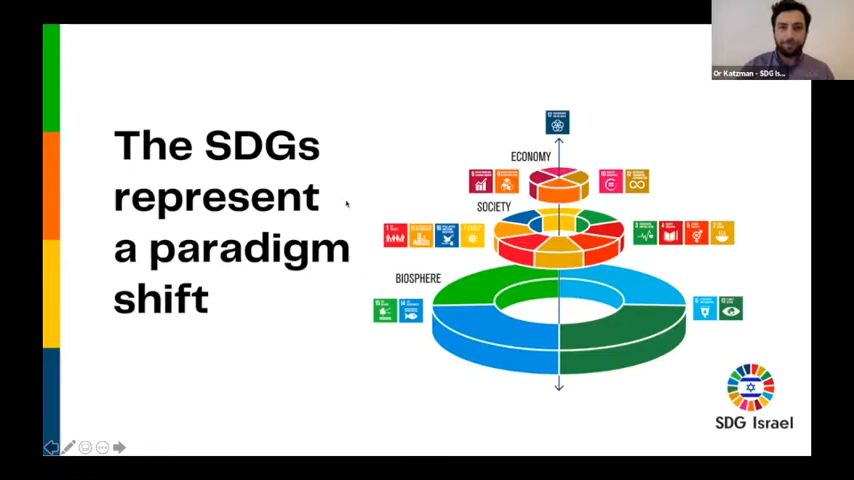 Or Katzman - SDG Is...
The SDGs
represent
a paradigm
shift
ECONOMY
SOCIETY
BIOSPHERE
SDG Israel